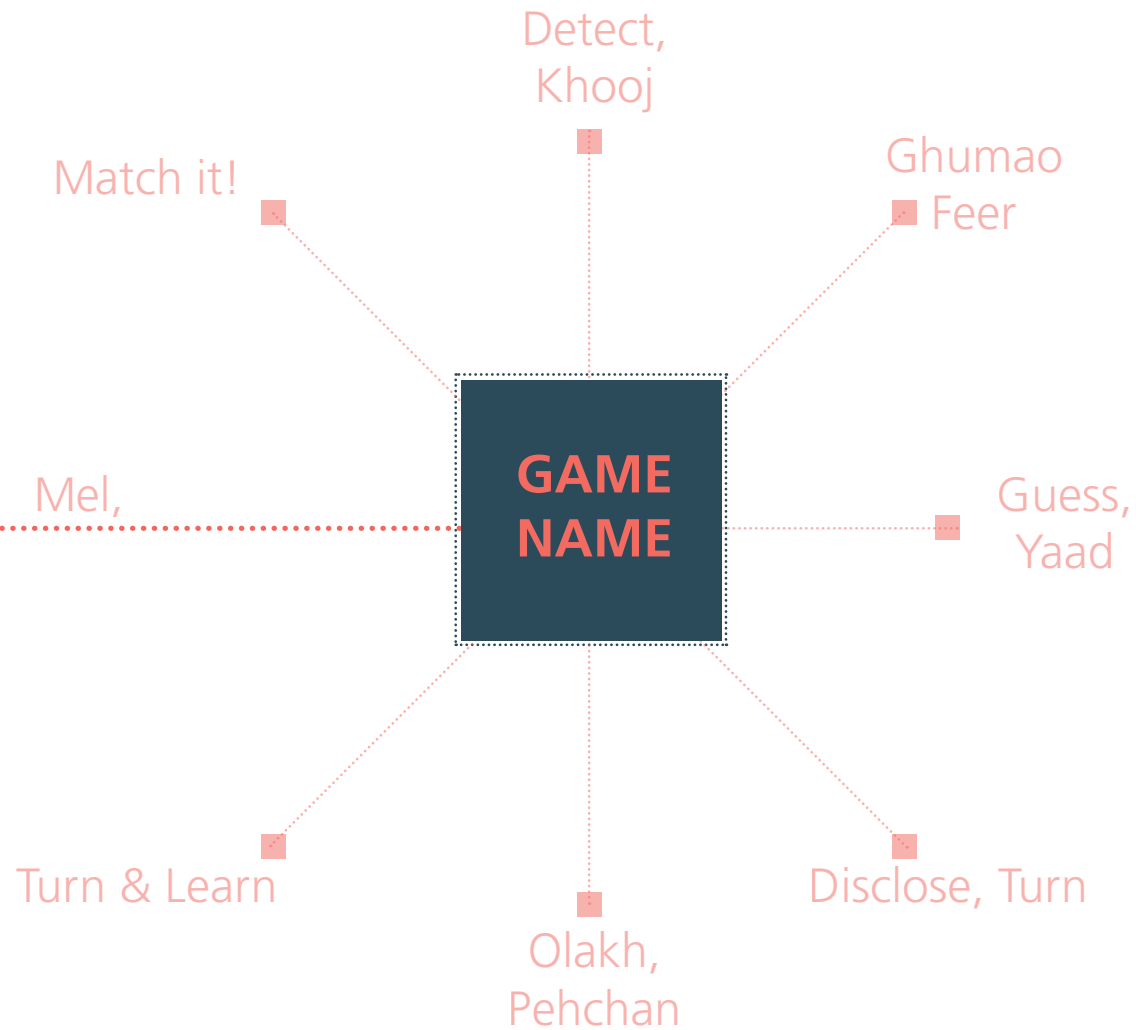 Detect,
Khooj
Match it!
Ghumao
Feer
Mel,
GAME
NAME
Guess,
Yaad
Turn & Learn
Disclose, Turn
Olakh,
Pehchan